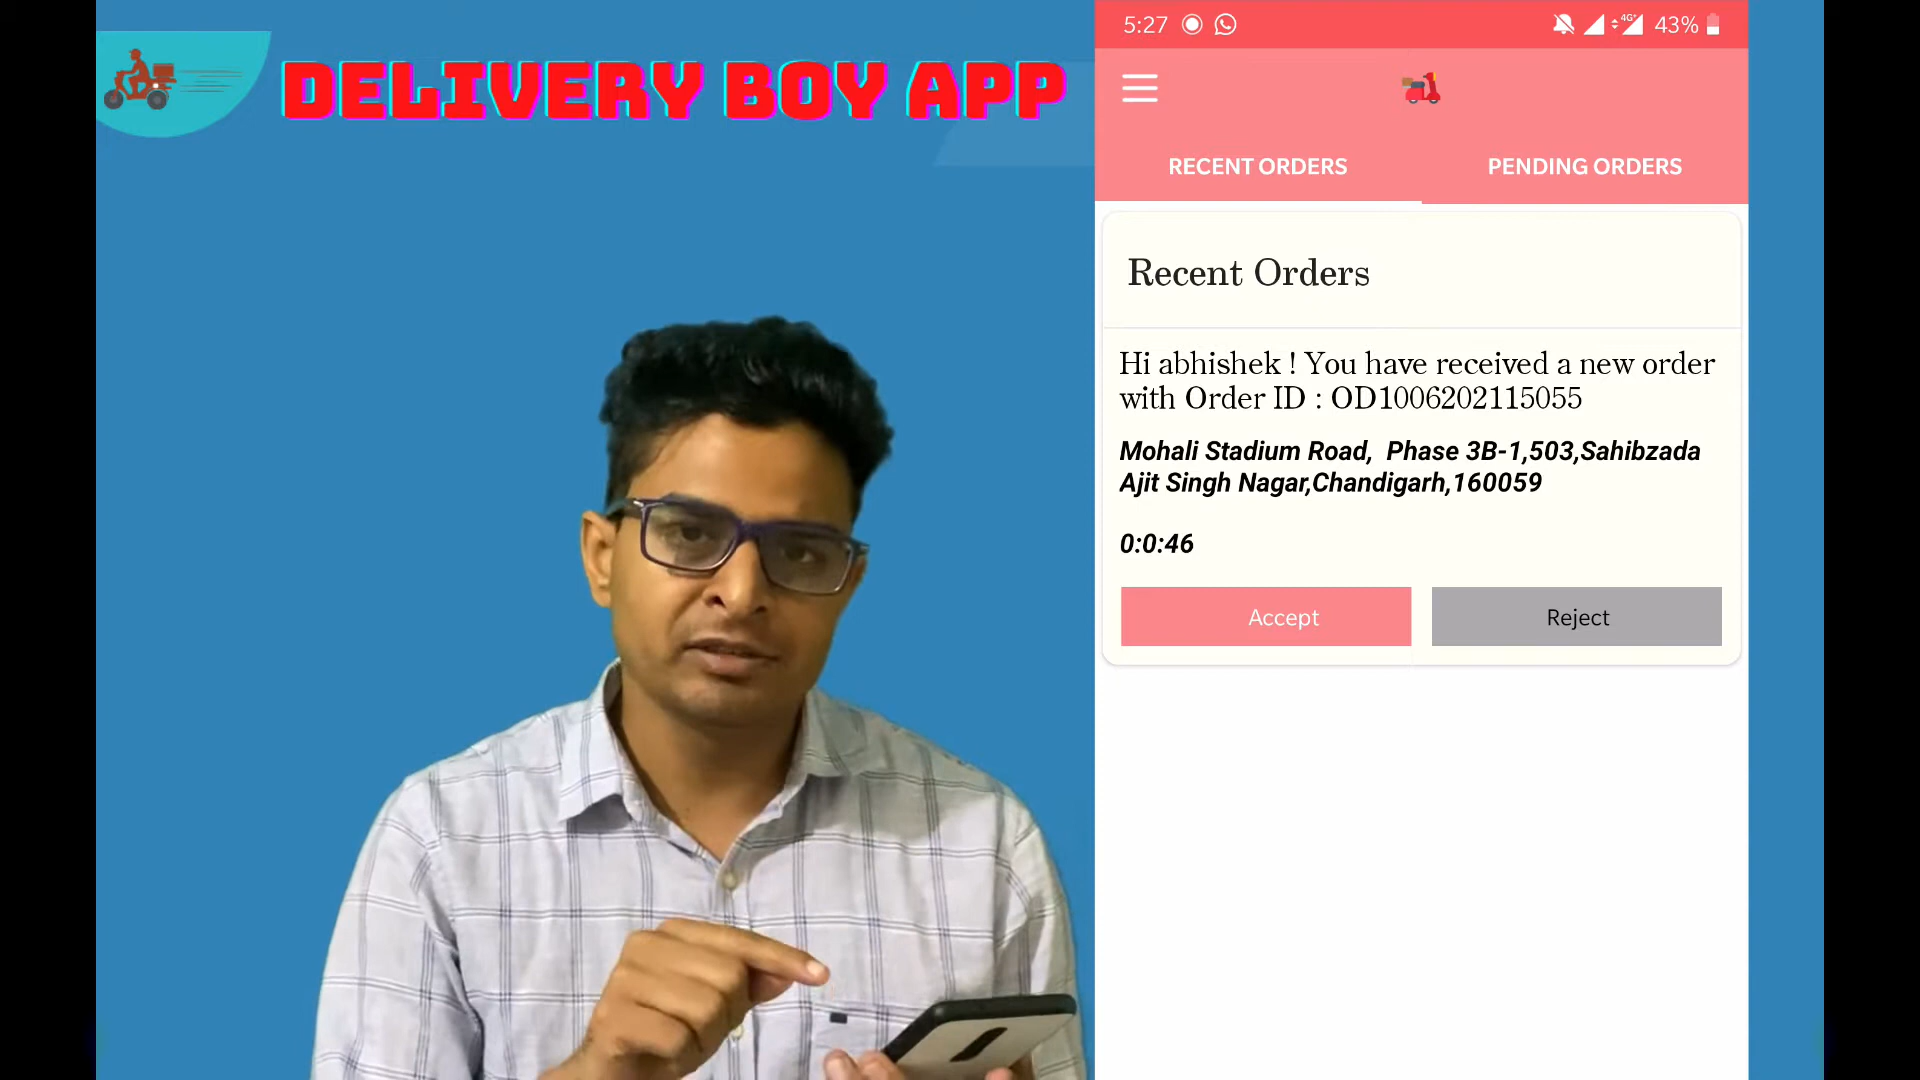 DELIVERY BOY APP
5:27
4G+ 43%
RECENT ORDERS
PENDING ORDERS
Recent Orders
Hi abhishek ! You have received a new order
with Order ID : OD1006202115055
Mohali Stadium Road, Phase 3B-1,503,Sahibzada
Ajit Singh Nagar,Chandigarh,160059
0:0:46
Accept
Reject